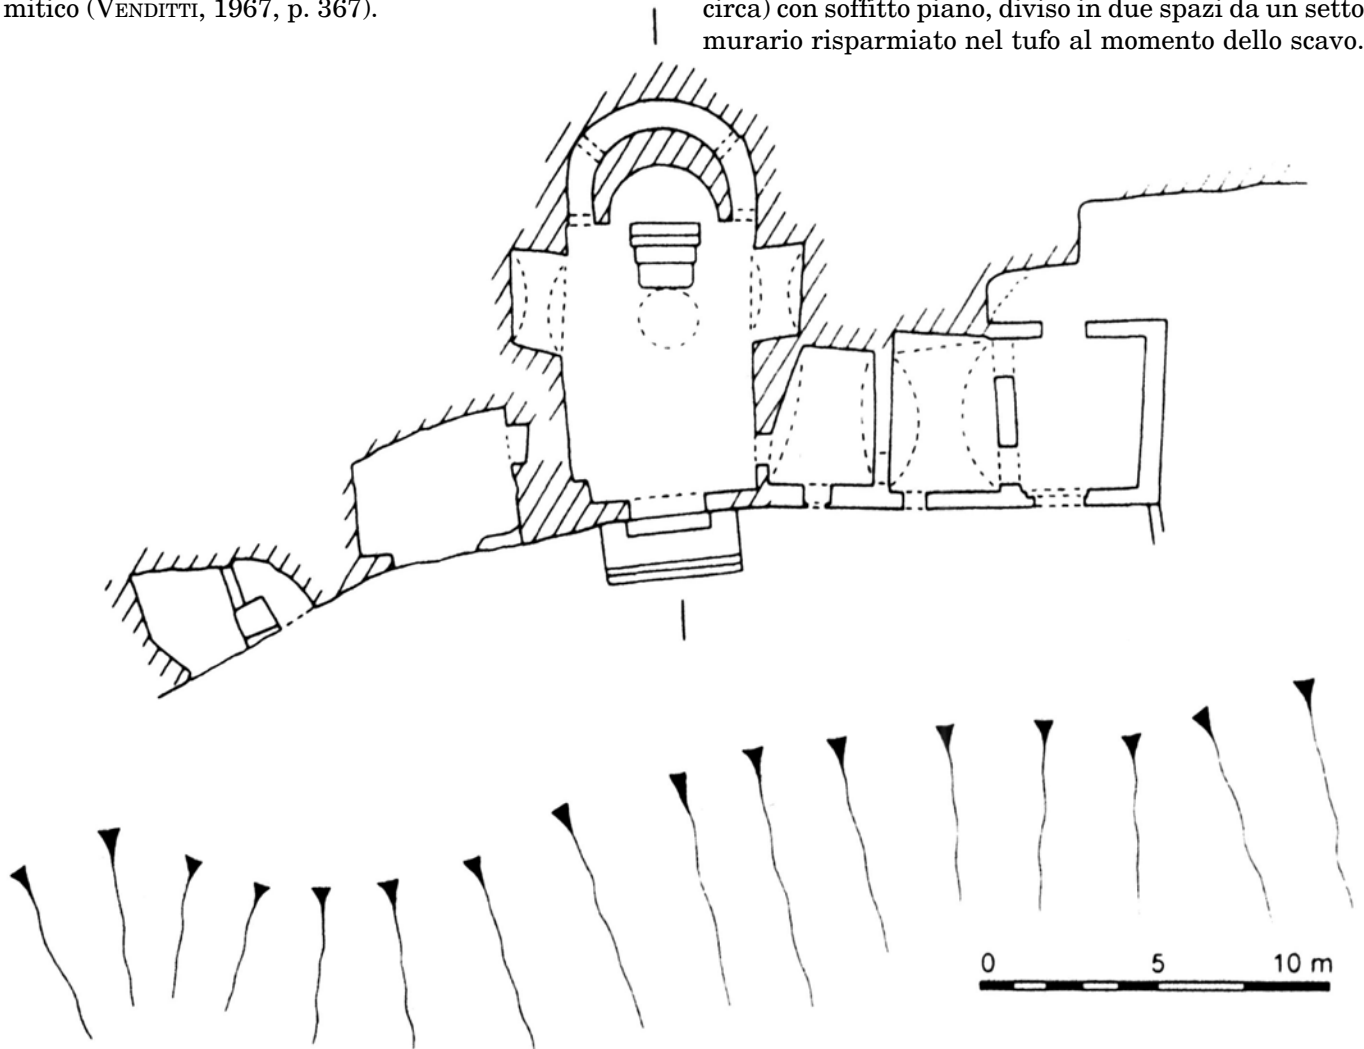 mitico (VENDITTI, 1967, p. 367).
circa) con soffitto piano, diviso in due spazi da un setto
murario risparmiato nel tufo al momento dello scavo.
0 5 10 m